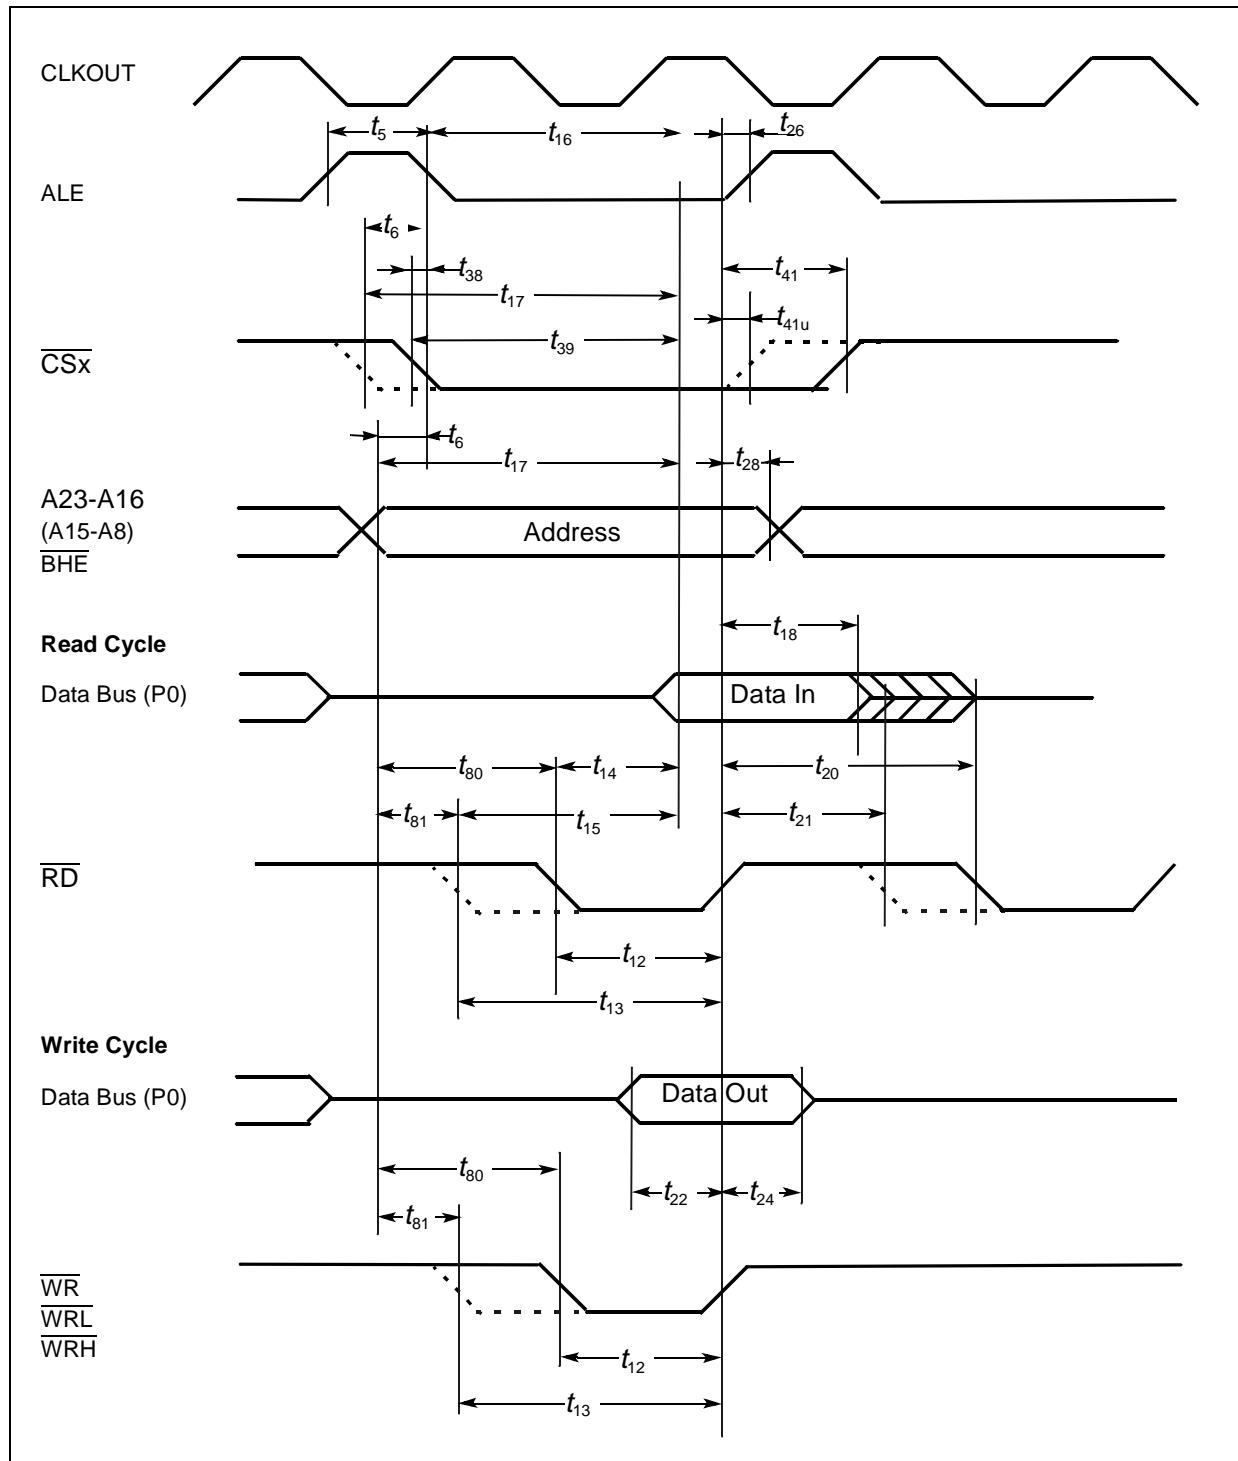 CLKOUT
t5
t16
t26
ALE
t6
t38
t41
t17
t41u
t39
CSx
t6
t17
t28
A23-A16
(A15-A8)
BHE
Address
t18
Read Cycle
Data Bus (P0)
Data In
t80
t14
t20
t81
t15
t21
RD
t12
t13
Write Cycle
Data Bus (P0)
Data Out
t80
t22
t24
t81
WR
WRL
WRH
t12
t13